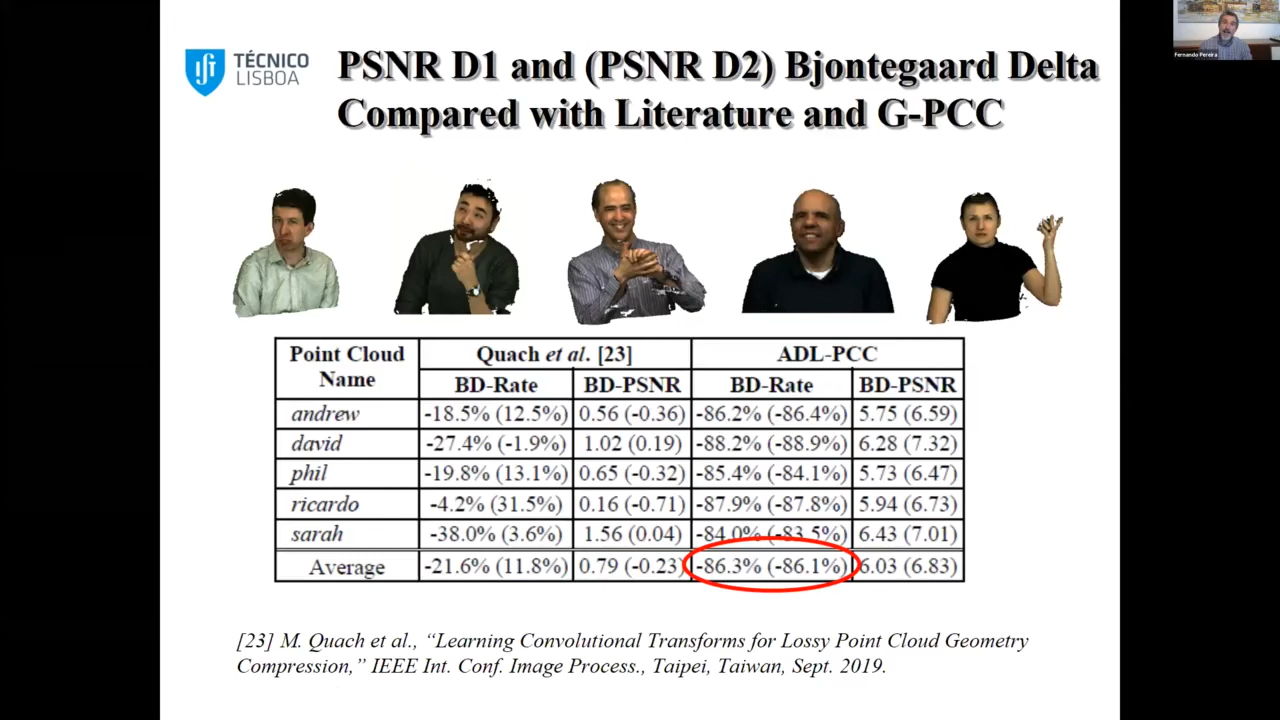 TÉCNICO
LISBOA
PSNR D1 and (PSNR D2) Bjontegaard Delta
Compared with Literature and G-PCC
Fernando Pereira
Point Cloud Name | Quach et al. [23] | ADL-PCC
BD-Rate | BD-PSNR | BD-Rate | BD-PSNR
andrew | -18.5% (12.5%) | 0.56 (-0.36) | -86.2% (-86.4%) | 5.75 (6.59)
david | -27.4% (-1.9%) | 1.02 (0.19) | -88.2% (-88.9%) | 6.28 (7.32)
phil | -19.8% (13.1%) | 0.65 (-0.32) | -85.4% (-84.1%) | 5.73 (6.47)
ricardo | -4.2% (31.5%) | 0.16 (-0.71) | -87.9% (-87.8%) | 5.94 (6.73)
sarah | -38.0% (3.6%) | 1.56 (0.04) | -84.0% (-83.5%) | 6.43 (7.01)
Average | -21.6% (11.8%) | 0.79 (-0.23) | -86.3% (-86.1%) | 6.03 (6.83)
[23] M. Quach et al., “Learning Convolutional Transforms for Lossy Point Cloud Geometry
Compression,” IEEE Int. Conf. Image Process., Taipei, Taiwan, Sept. 2019.